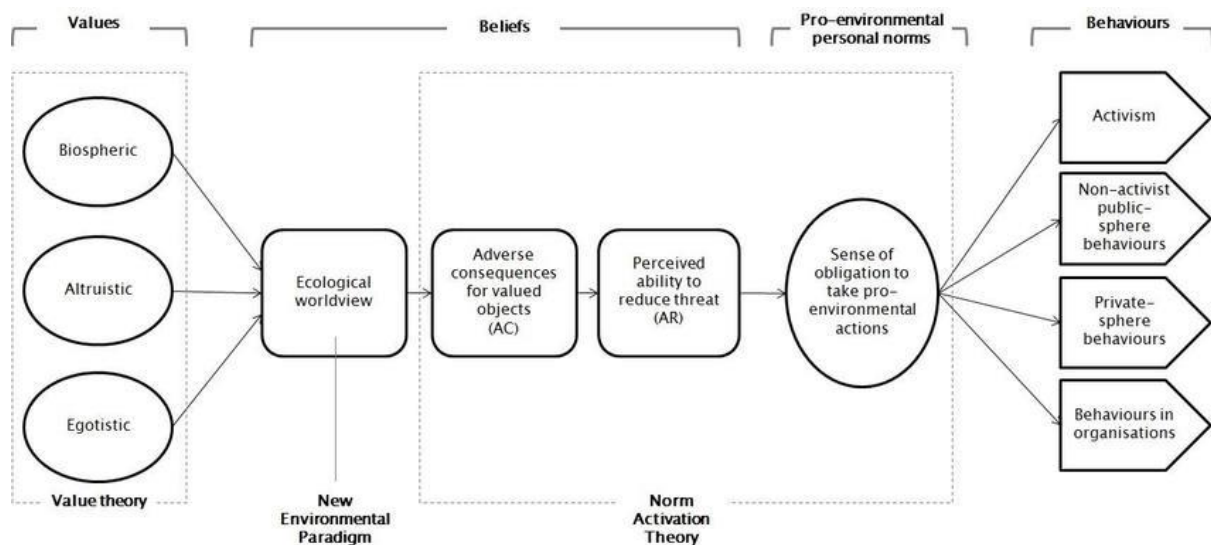 Values
Beliefs
Pro-environmental
personal norms
Behaviours
Biospheric
Altruistic
Egotistic
Value theory
Ecological
worldview
New
Environmental
Paradigm
Adverse
consequences
for valued
objects
(AC)
Perceived
ability to
reduce threat
(AR)
Norm
Activation
Theory
Sense of
obligation to
take pro-
environmental
actions
Activism
Non-activist
public-
sphere
behaviours
Private-
sphere
behaviours
Behaviours in
organisations